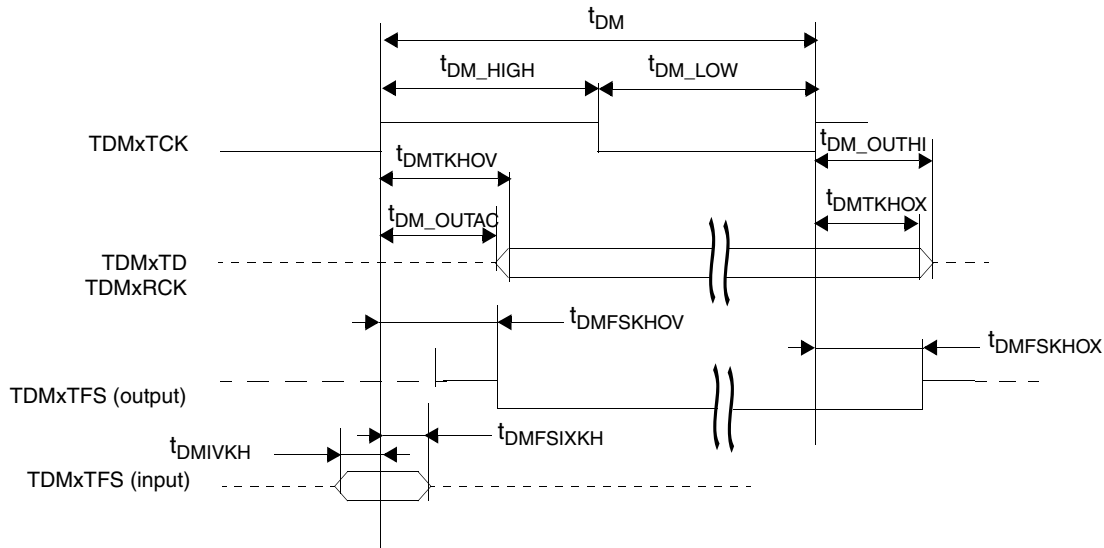 tDM
tDM_HIGH
tDM_LOW
TDMxTCK
tDM_OUTHI
tDMTKHOV
tDMTKHOX
tDM_OUTAC
TDMxTD
TDMxRCK
tDMFSKHOV
tDMFSKHOX
TDMxTFS (output)
tDMFSIXKH
tDMIVKH
TDMxTFS (input)